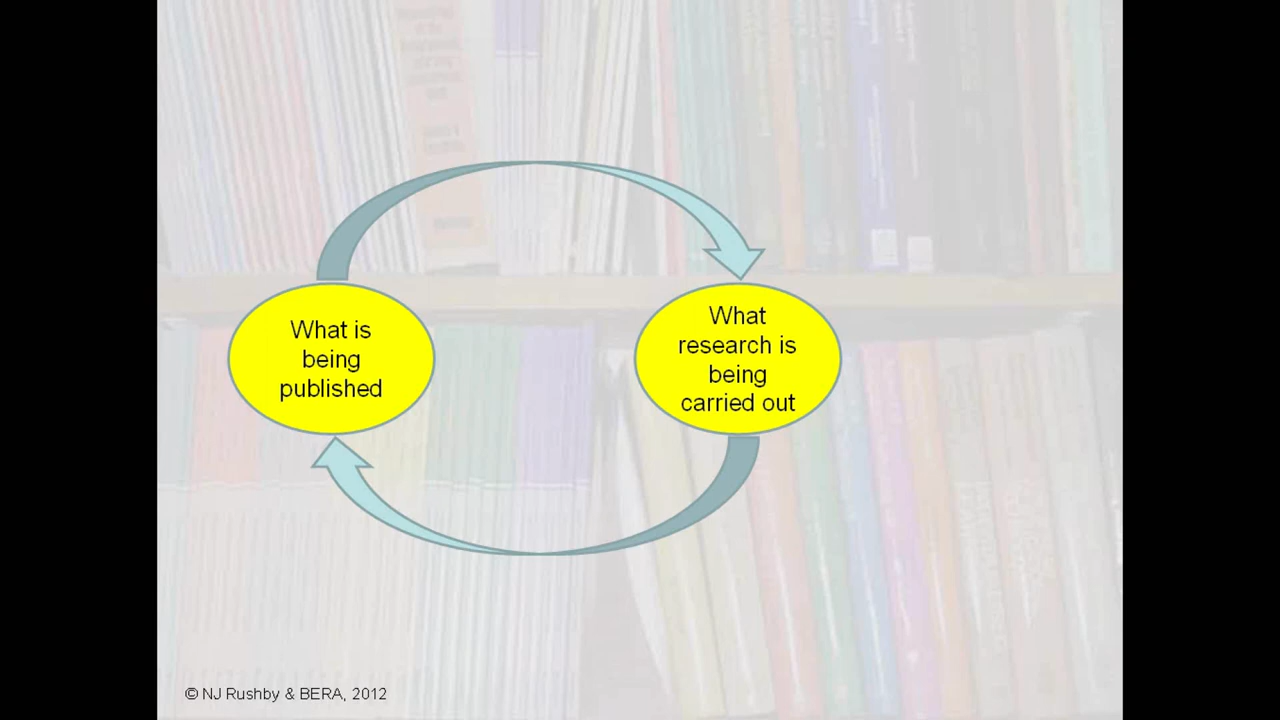 What is
being
published
What
research is
being
carried out
© NJ Rushby & BERA, 2012